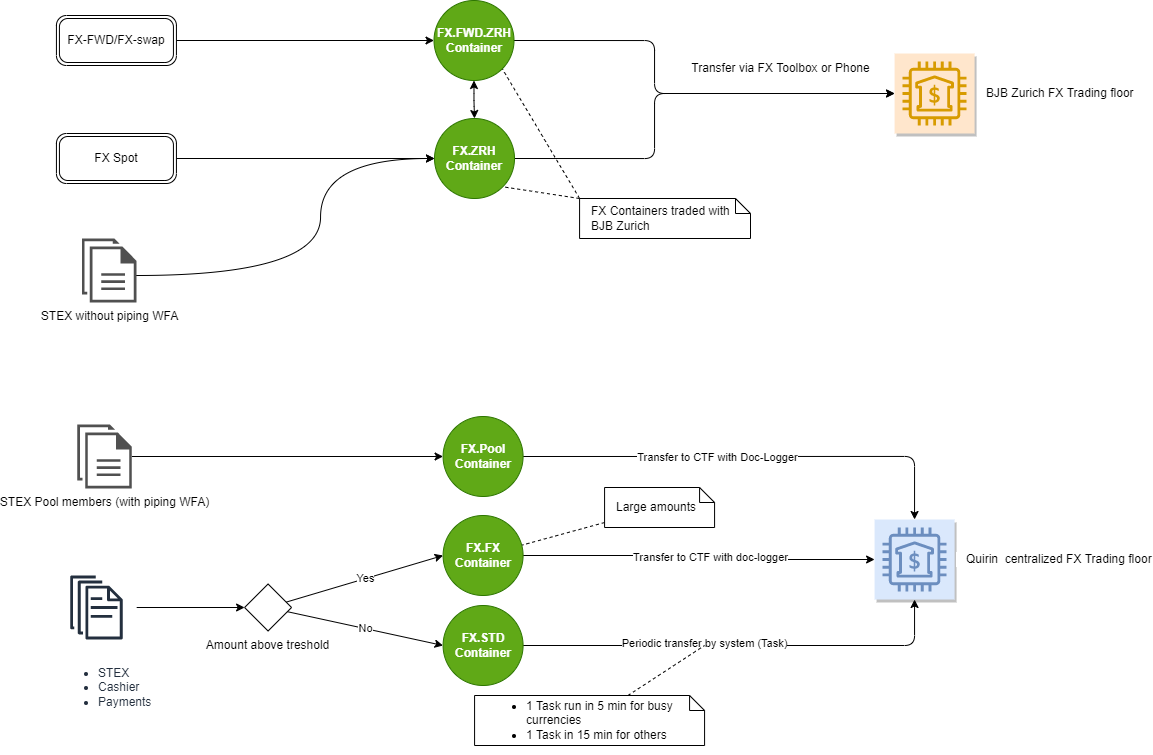 FX-FWD/FX-swap
FX.FWD.ZRH
Container
Transfer via FX Toolbox or Phone
$
BJB Zurich FX Trading floor
FX Spot
FX.ZRH
Container
FX Containers traded with
BJB Zurich
STEX without piping WFA
FX.Pool
Container
Transfer to CTF with Doc-Logger
STEX Pool members (with piping WFA)
Large amounts
FX.FX
Container
Transfer to CTF with doc-logger
$
Quirin centralized FX Trading floor
Yes
No
Amount above treshold
FX.STD
Container
Periodic transfer by system (Task)
• STEX
• Cashier
• Payments
• 1 Task run in 5 min for busy
currencies
• 1 Task in 15 min for others